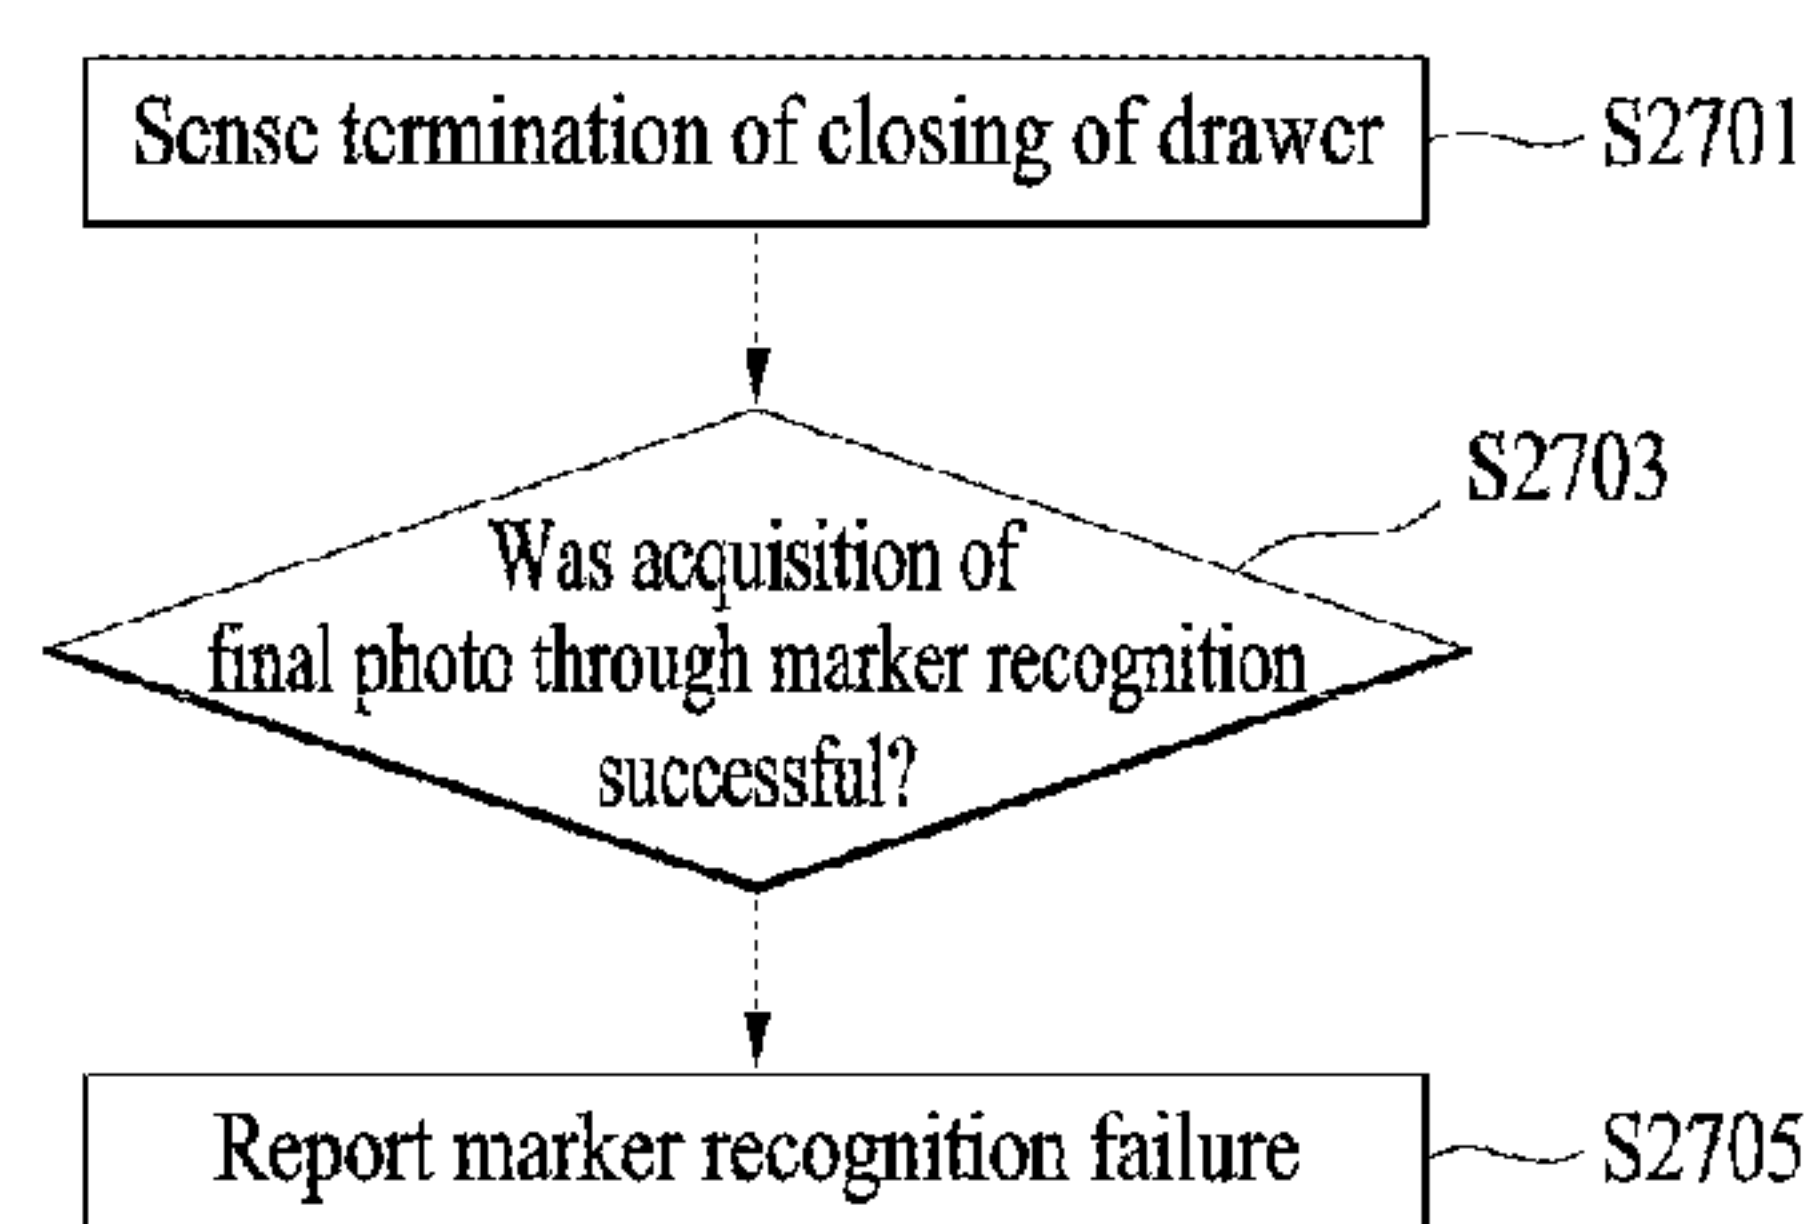 Sense termination of closing of drawer
S2701
S2703
Was acquisition of
final photo through marker recognition
successful?
Report marker recognition failure
S2705